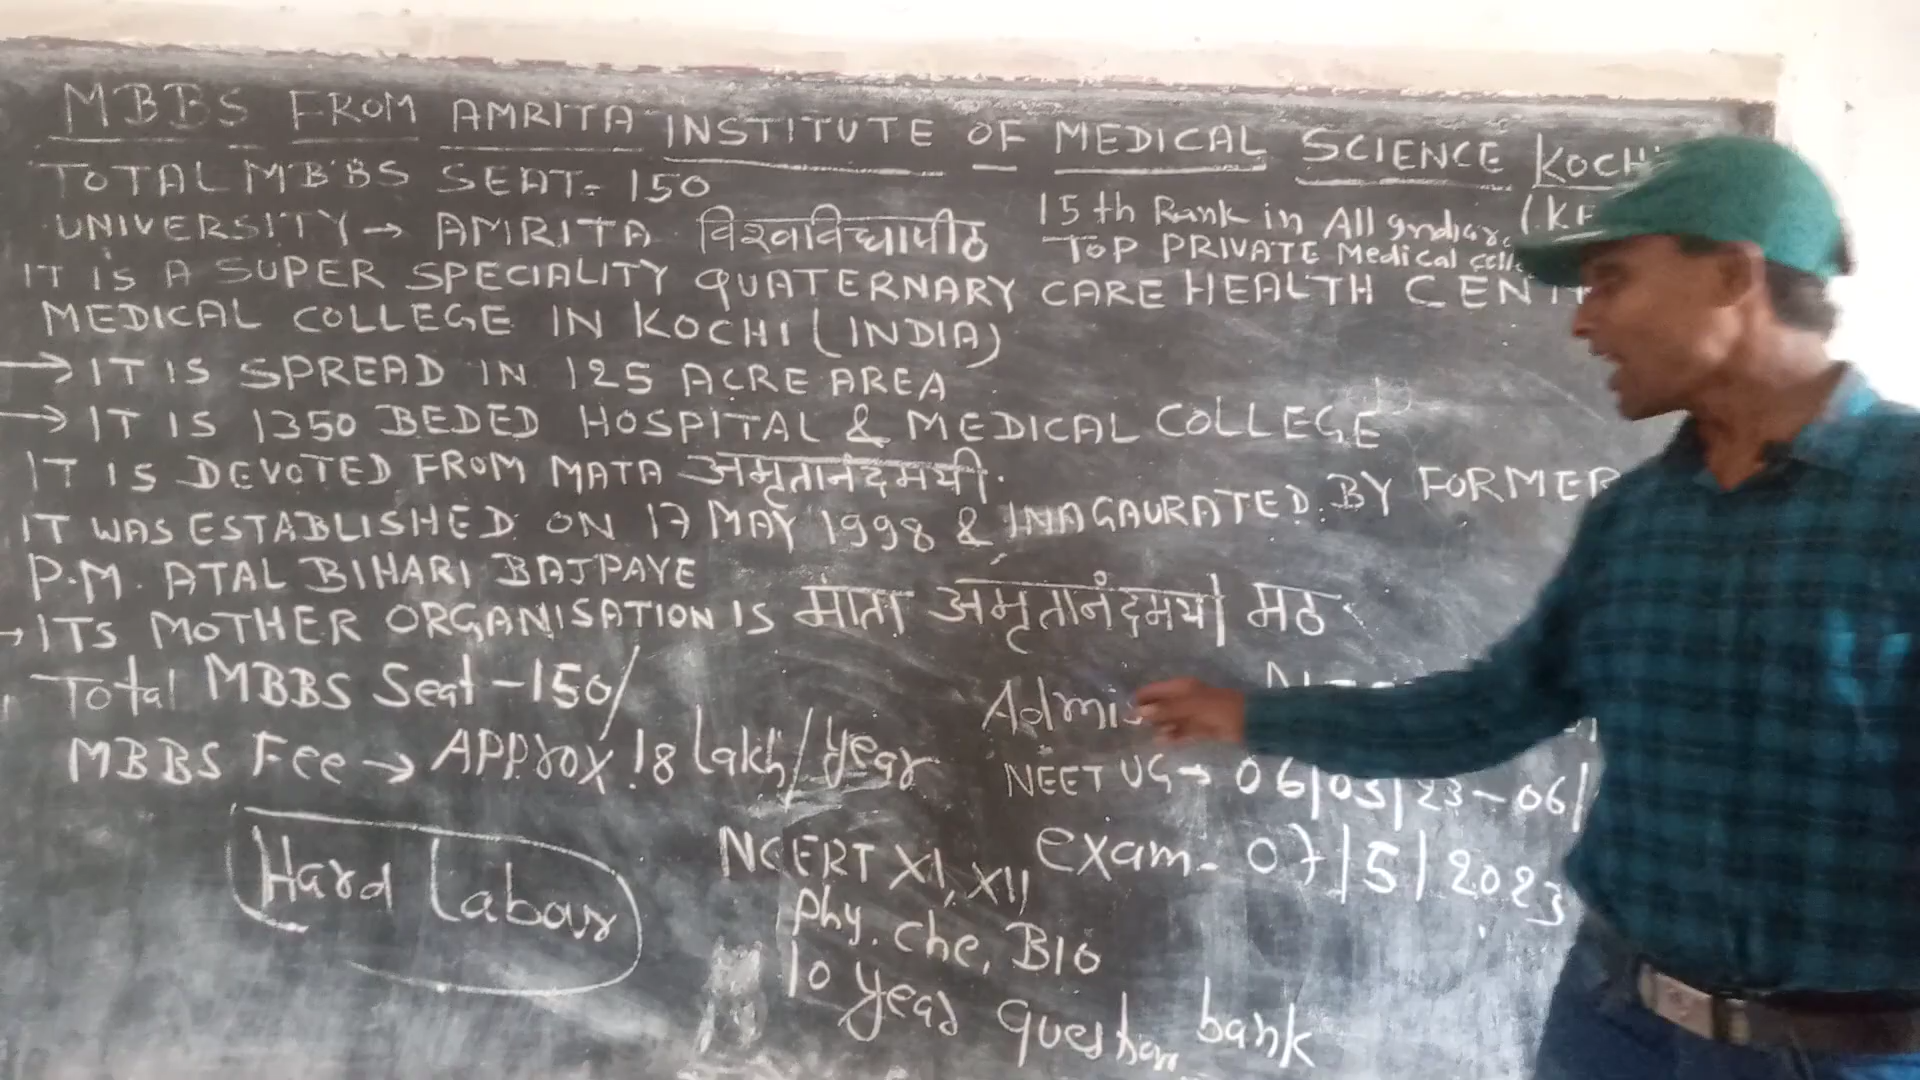 MBBS FROM AMRITA INSTITUTE OF MEDICAL SCIENCE KOCHI
TOTAL MBBS SEAT- 150
15th Rank in All India
UNIVERSITY → AMRITA विश्वविद्यापीठ
TOP PRIVATE Medical
IT IS A SUPER SPECIALITY QUATERNARY CARE HEALTH CENT
MEDICAL COLLEGE IN KOCHI (INDIA)
→ IT IS SPREAD IN 125 ACRE AREA
→ IT IS 1350 BEDED HOSPITAL & MEDICAL COLLEGE
IT IS DEVOTED FROM MATA अमृतानंदमयी.
IT WAS ESTABLISHED ON 17 MAY 1998 & INAGAURATED BY FORMER
P.M. ATAL BIHARI BAJPAYE
→ ITS MOTHER ORGANISATION IS माता अमृतानंदमयी मठ
Total MBBS Seat - 150/
MBBS Fee → APProx 18 lakh/year
NEET UG → 06/03/23 - 06/
exam - 07/5/2023
Hard Labour
NCERT XI, XII
Phy. che, BIO
10 year question bank